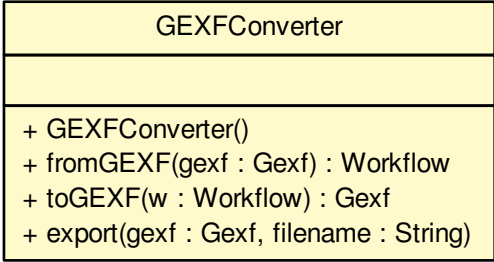 GEXFConverter
+ GEXFConverter()
+ fromGEXF(gexf : Gexf) : Workflow
+ toGEXF(w : Workflow) : Gexf
+ export(gexf : Gexf, filename : String)